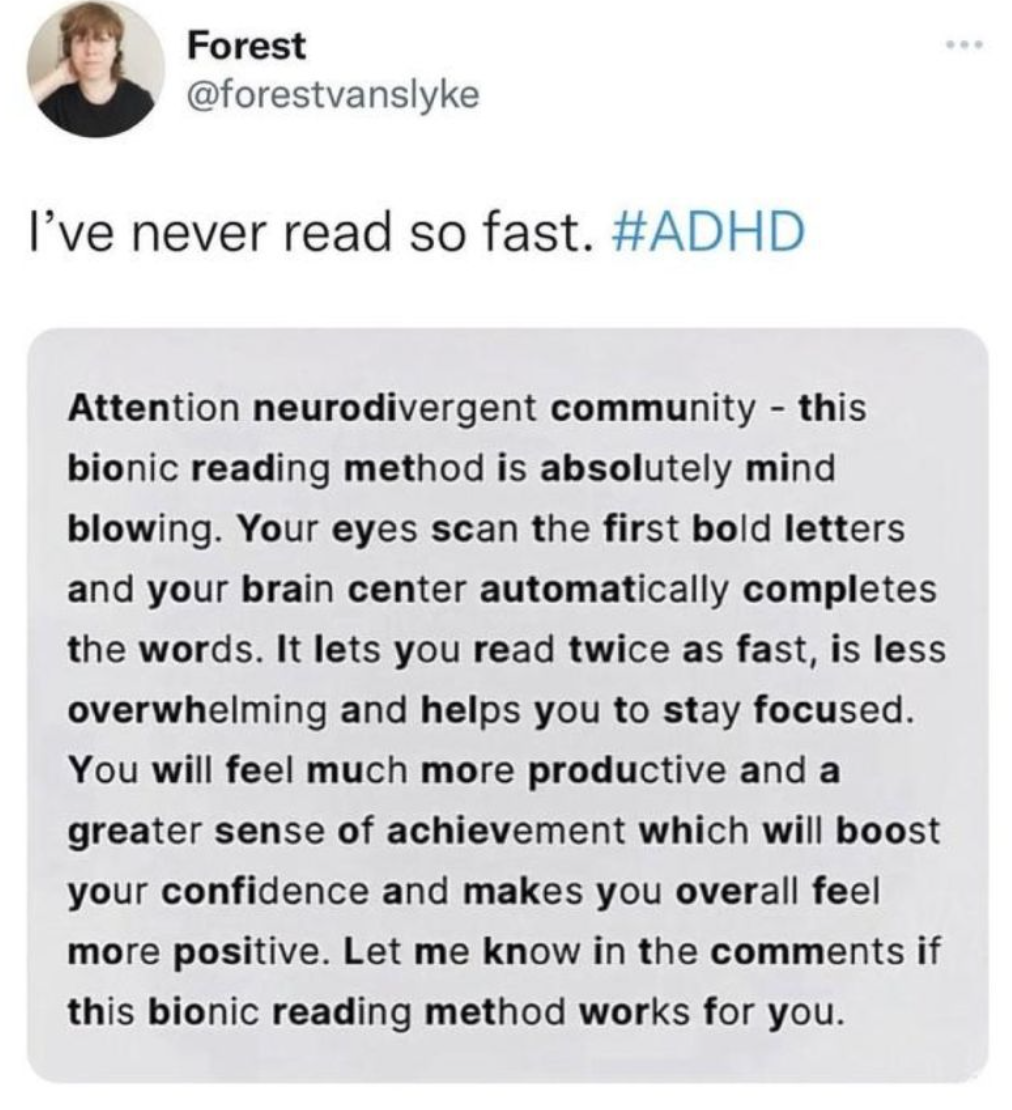 Forest
@forestvanslyke
I’ve never read so fast. #ADHD
Attention neurodivergent community - this
bionic reading method is absolutely mind
blowing. Your eyes scan the first bold letters
and your brain center automatically completes
the words. It lets you read twice as fast, is less
overwhelming and helps you to stay focused.
You will feel much more productive and a
greater sense of achievement which will boost
your confidence and makes you overall feel
more positive. Let me know in the comments if
this bionic reading method works for you.